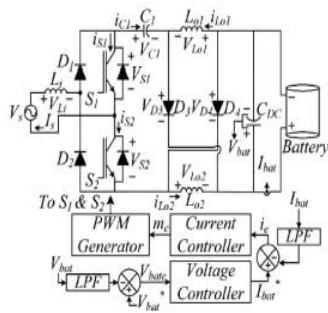 i_C1 C_1 L_o1 i_Lo1
i_S1 + - - +
D_1 V_C1 V_Lo1
L_i V_S1
V_Li S_1 V_D3 D_3 V_D4 D_4 C_DC
V_s I_s i_S2 V_bat
D_2 V_S2 Battery
S_2 V_Lo2 I_bat
To S_1 & S_2 i_Lo2 L_o2
PWM Generator m_c Current Controller i_e I_bat
LPF
V_bat LPF V_bate Voltage Controller I_bat*
V_bat*